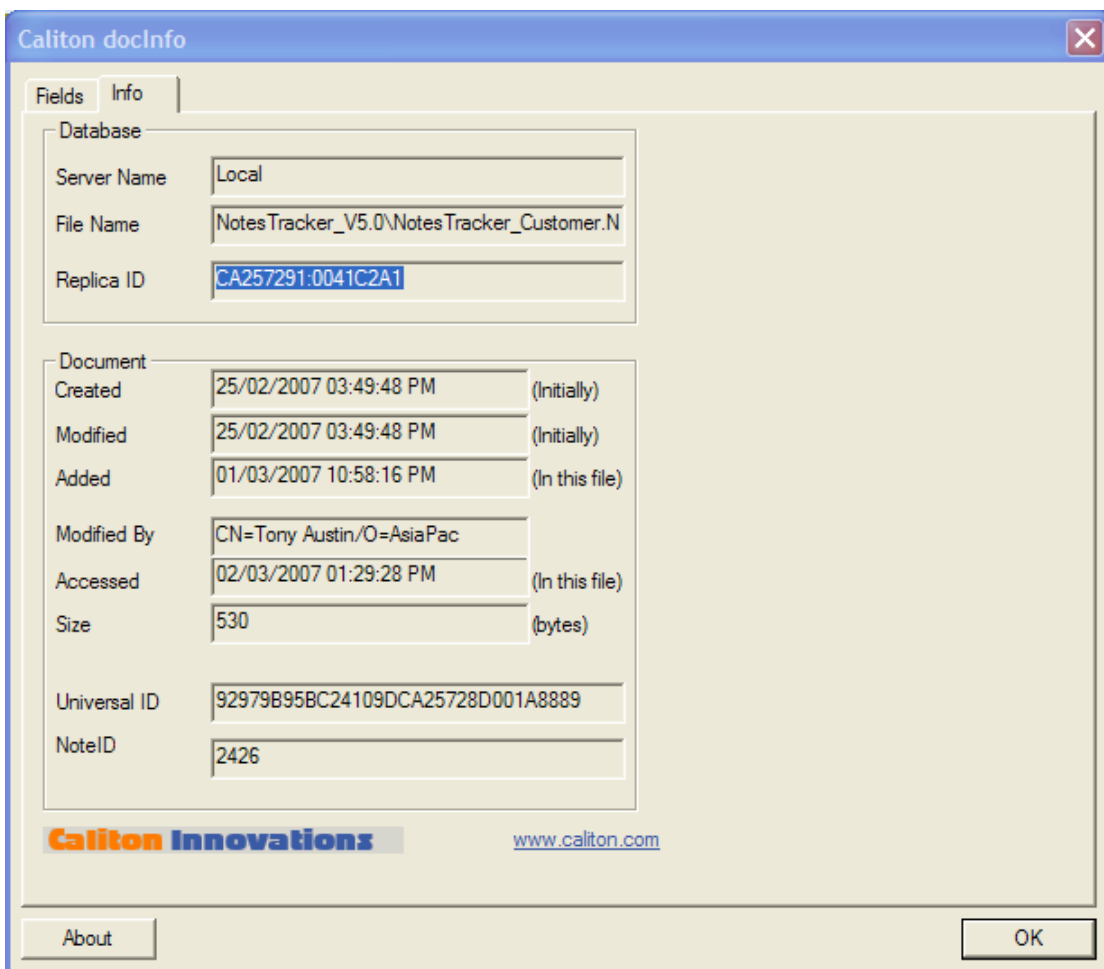 Caliton docInfo
Fields Info
Database
Server Name Local
File Name NotesTracker_V5.0\NotesTracker_Customer.N
Replica ID CA257291:0041C2A1
Document
Created 25/02/2007 03:49:48 PM (Initially)
Modified 25/02/2007 03:49:48 PM (Initially)
Added 01/03/2007 10:58:16 PM (In this file)
Modified By CN=Tony Austin/O=AsiaPac
Accessed 02/03/2007 01:29:28 PM (In this file)
Size 530 (bytes)
Universal ID 92979B95BC24109DCA25728D001A8889
NoteID 2426
Caliton Innovations www.caliton.com
About OK